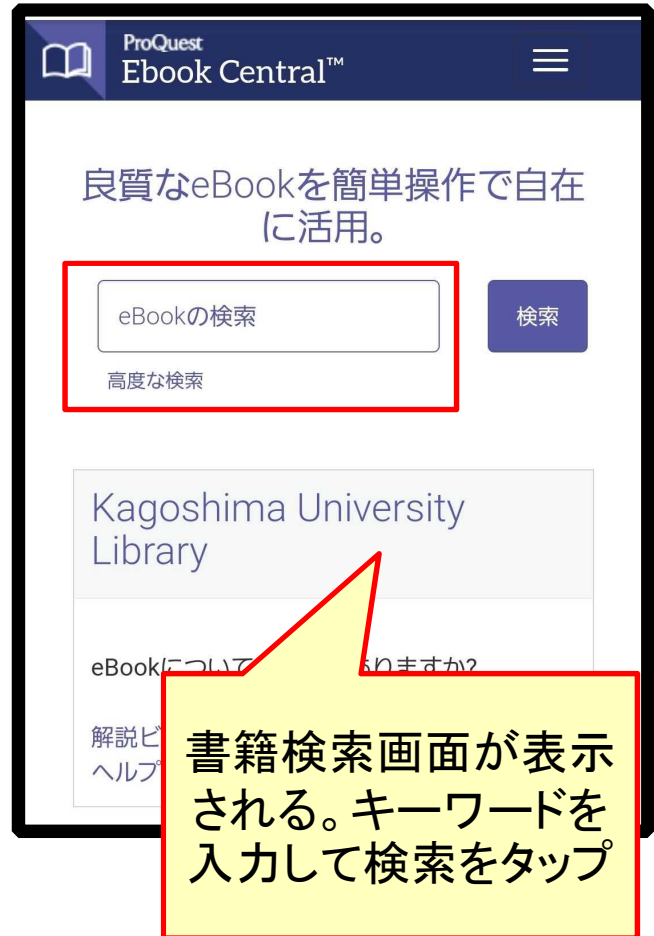 ProQuest
Ebook Central™
良質なeBookを簡単操作で自在
に活用。
eBookの検索
検索
高度な検索
Kagoshima University
Library
eBookについて ありますか?
解説ビ
ヘルプ
書籍検索画面が表示
される。キーワードを
入力して検索をタップ